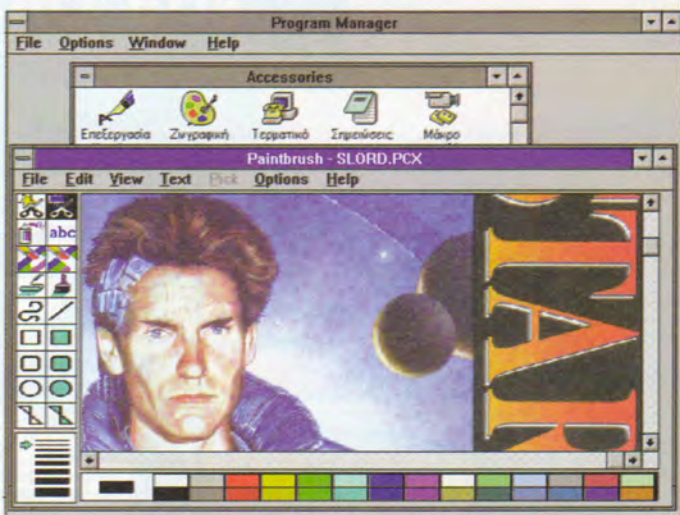 Program Manager
File Options Window Help
Accessories
Επεξεργασία Ζωγραφική Τερματικό Σημειώσεις Μάκρο
Paintbrush - SLORD.PCX
File Edit View Text Pick Options Help
abc
STAR